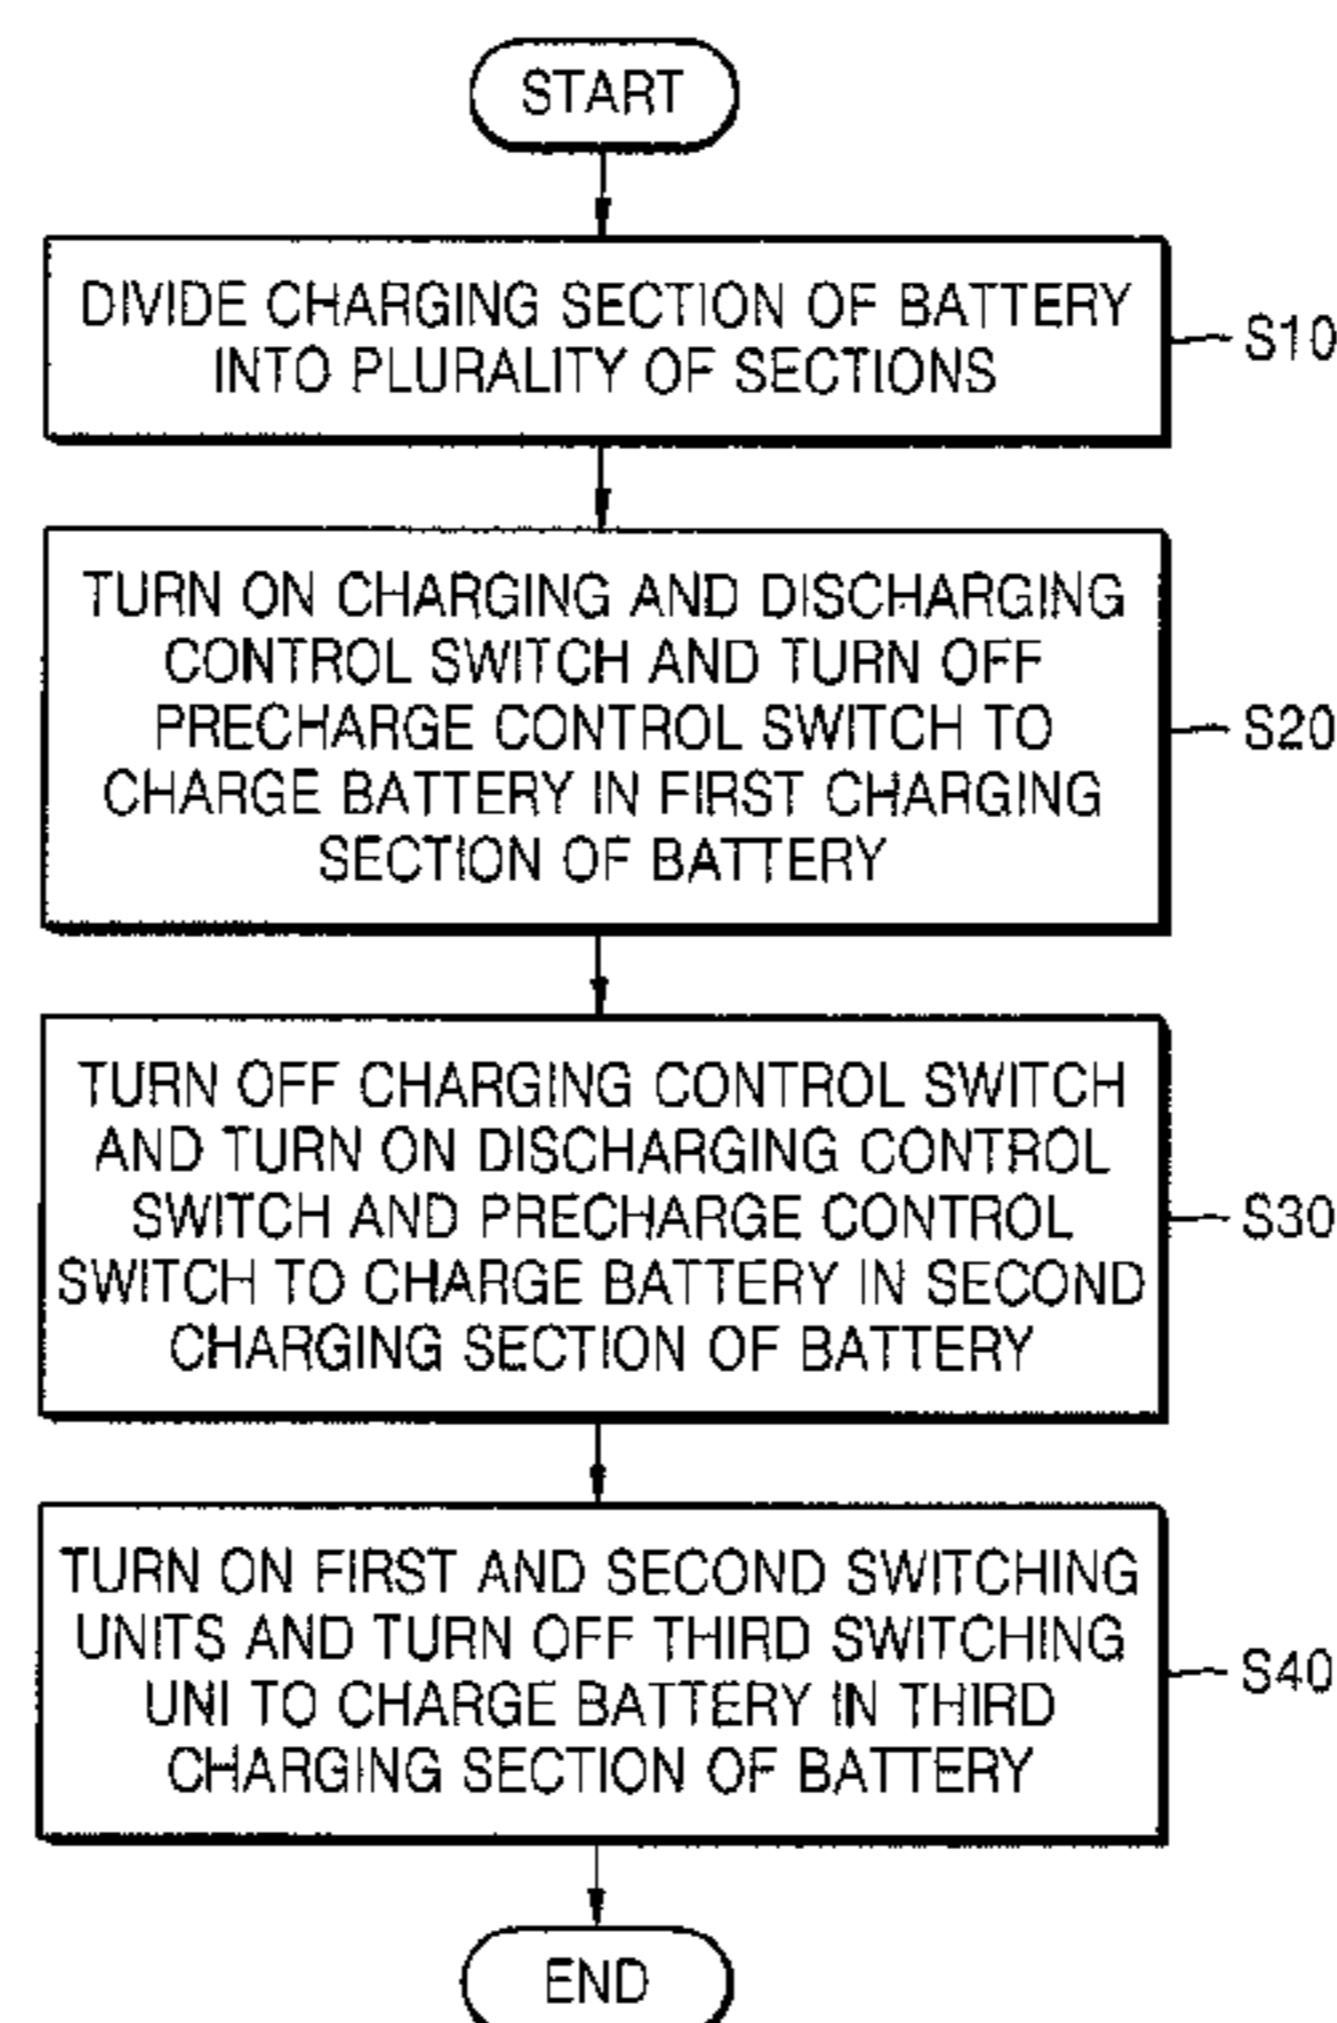 START
DIVIDE CHARGING SECTION OF BATTERY
INTO PLURALITY OF SECTIONS
S10
TURN ON CHARGING AND DISCHARGING
CONTROL SWITCH AND TURN OFF
PRECHARGE CONTROL SWITCH TO
CHARGE BATTERY IN FIRST CHARGING
SECTION OF BATTERY
S20
TURN OFF CHARGING CONTROL SWITCH
AND TURN ON DISCHARGING CONTROL
SWITCH AND PRECHARGE CONTROL
SWITCH TO CHARGE BATTERY IN SECOND
CHARGING SECTION OF BATTERY
S30
TURN ON FIRST AND SECOND SWITCHING
UNITS AND TURN OFF THIRD SWITCHING
UNI TO CHARGE BATTERY IN THIRD
CHARGING SECTION OF BATTERY
S40
END